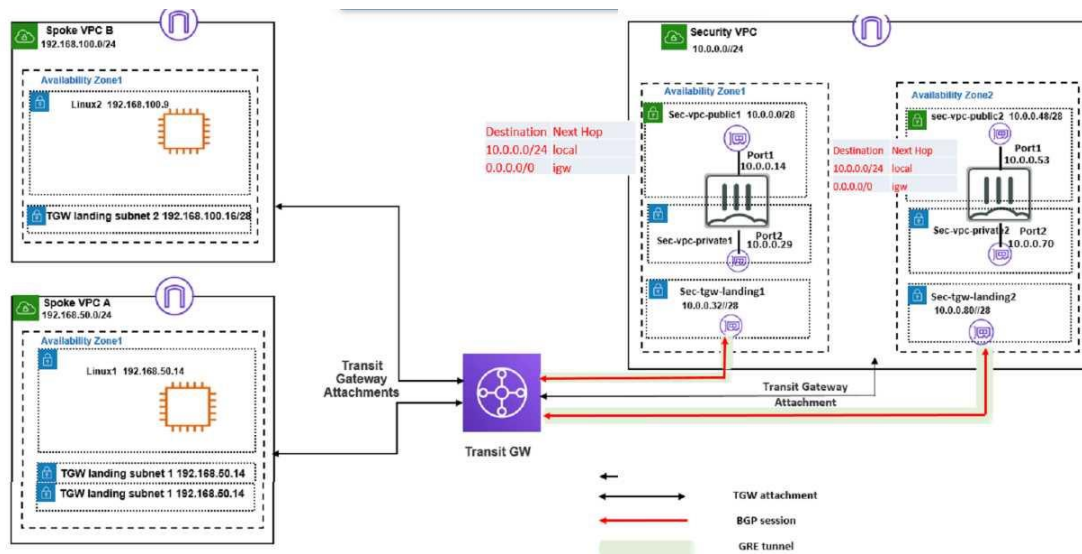 Spoke VPC B
192.168.100.0/24
Availability Zone1
Linux2 192.168.100.9
TGW landing subnet 2 192.168.100.16/28
Spoke VPC A
192.168.50.0/24
Availability Zone1
Linux1 192.168.50.14
TGW landing subnet 1 192.168.50.14
TGW landing subnet 1 192.168.50.14
Transit
Gateway
Attachments
Transit GW
Destination Next Hop
10.0.0.0/24 local
0.0.0.0/0 igw
Security VPC
10.0.0.0//24
Availability Zone1
Sec-vpc-public1 10.0.0.0/28
Port1
10.0.0.14
Port2
Sec-vpc-private1 10.0.0.29
Sec-tgw-landing1
10.0.0.32//28
Destination Next Hop
10.0.0.0/24 local
0.0.0.0/0 igw
Availability Zone2
sec-vpc-public2 10.0.0.48/28
Port1
10.0.0.53
Sec-vpc-private2 Port2
10.0.0.70
Sec-tgw-landing2
10.0.0.80//28
Transit Gateway
Attachment
TGW attachment
BGP session
GRE tunnel